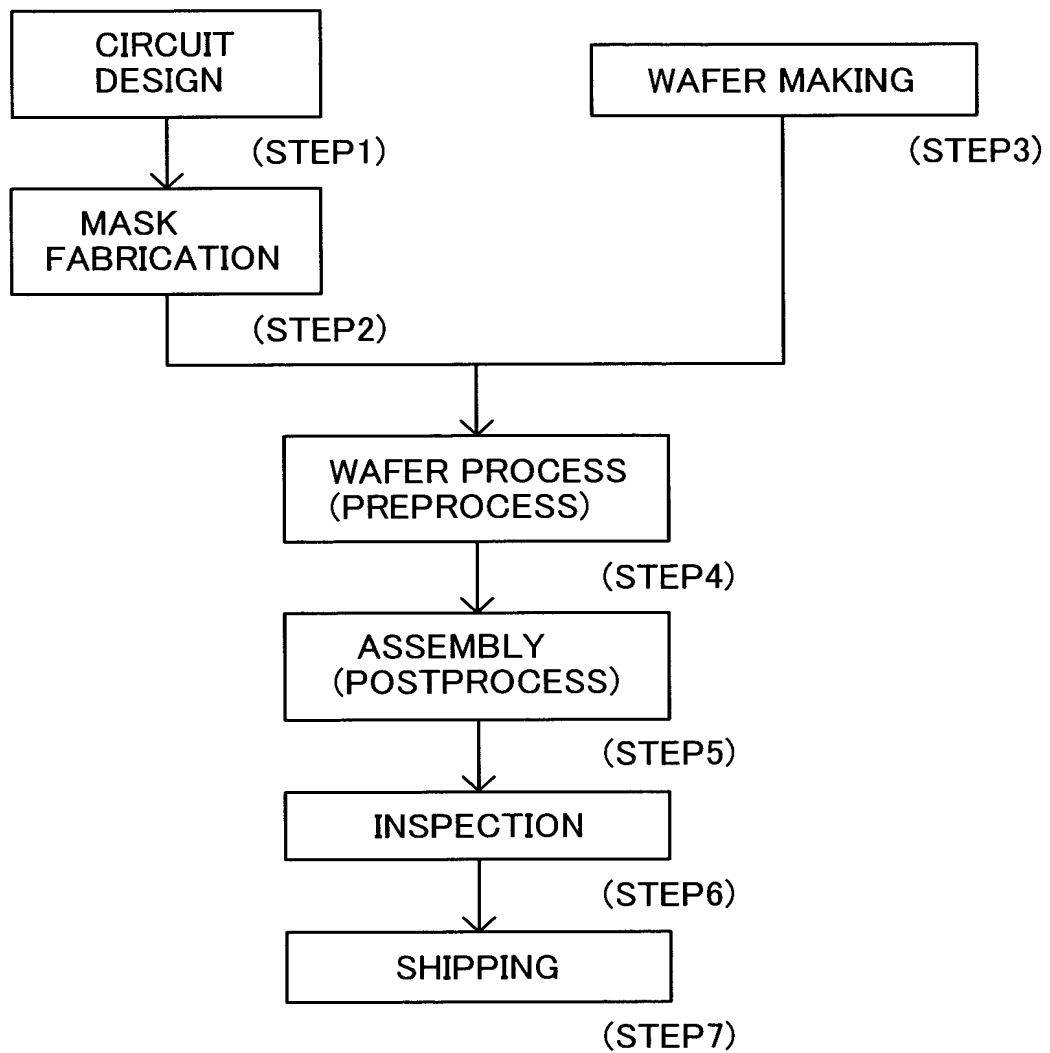 CIRCUIT
DESIGN
(STEP1)
MASK
FABRICATION
(STEP2)
WAFER MAKING
(STEP3)
WAFER PROCESS
(PREPROCESS)
(STEP4)
ASSEMBLY
(POSTPROCESS)
(STEP5)
INSPECTION
(STEP6)
SHIPPING
(STEP7)